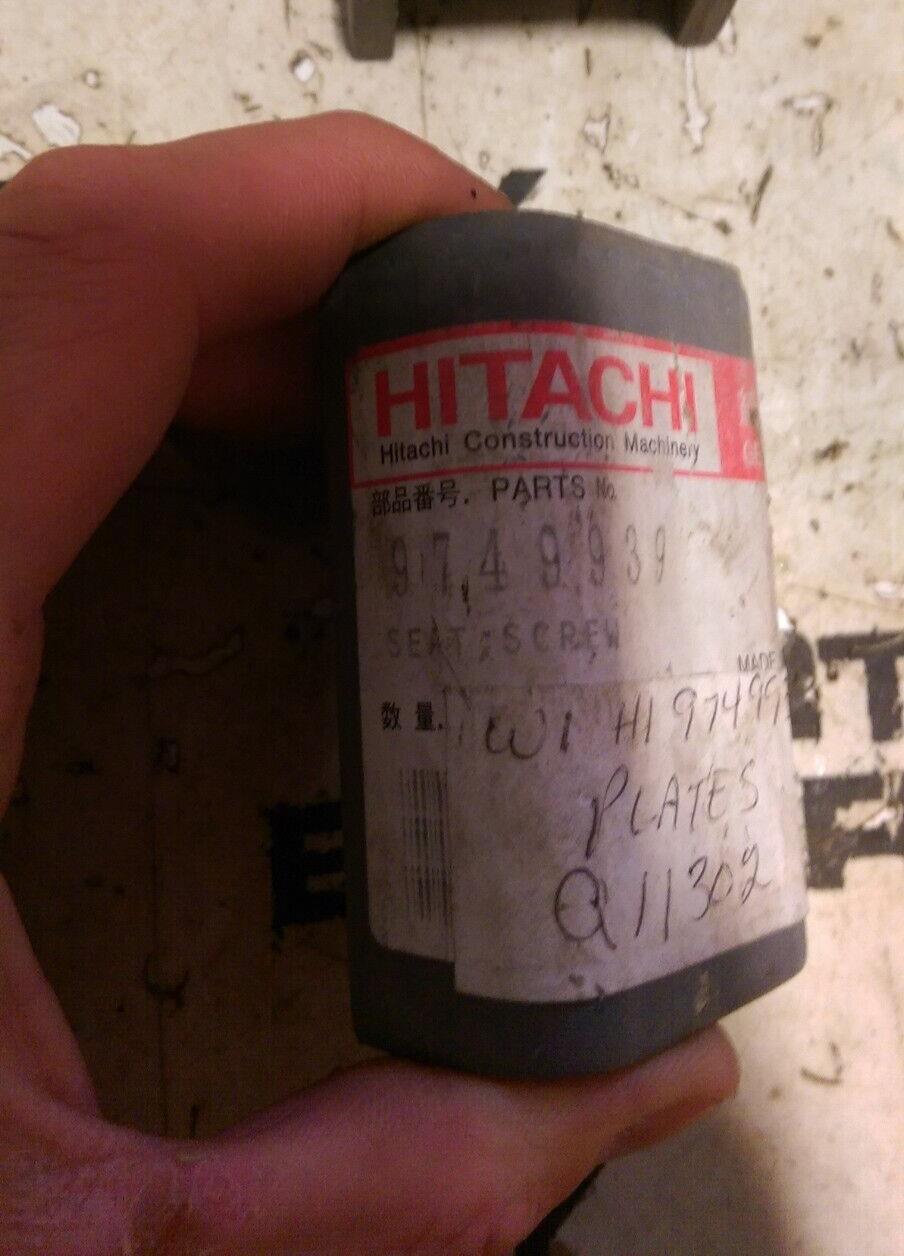 HITACHI
Hitachi Construction Machinery
部品番号. PARTS No.
9749939
SEAT;SCREW
MADE
数量.
W1 HI 97499
PLATES
Q11302